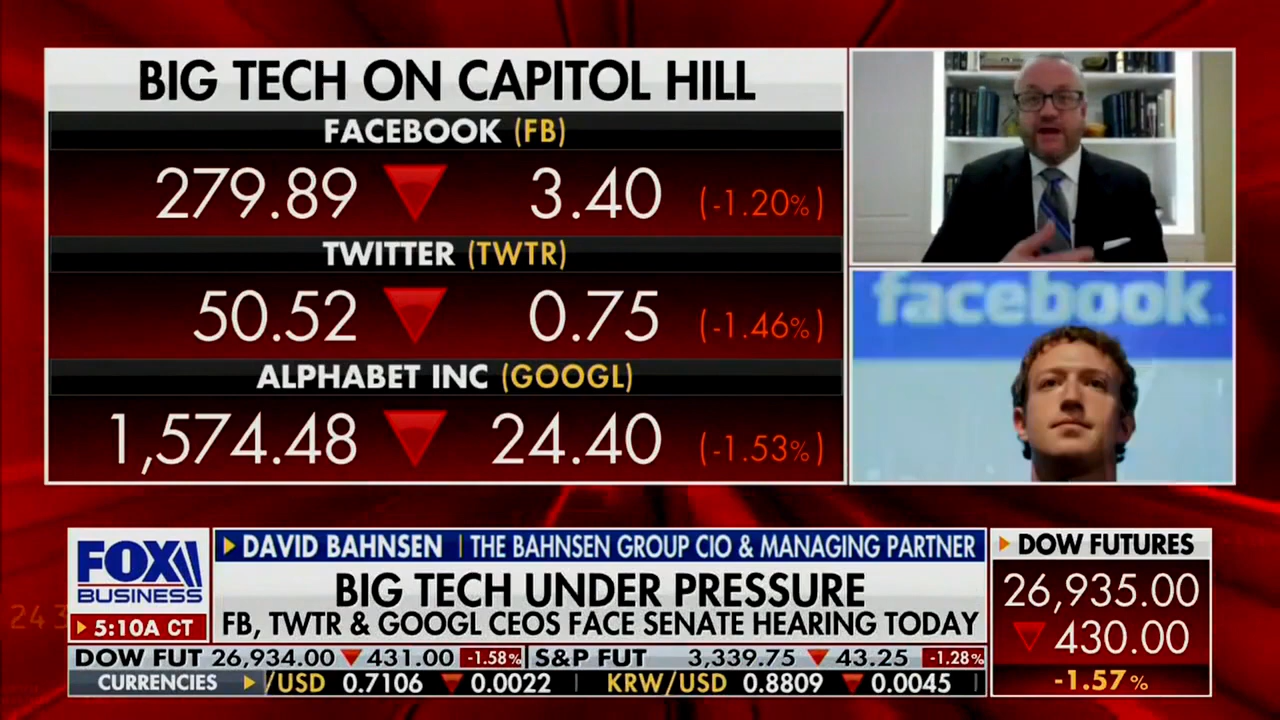 BIG TECH ON CAPITOL HILL
FACEBOOK (FB)
279.89 3.40 (-1.20%)
TWITTER (TWTR)
50.52 0.75 (-1.46%)
ALPHABET INC (GOOGL)
1,574.48 24.40 (-1.53%)
facebook
FOX
BUSINESS
5:10A CT
DAVID BAHNSEN | THE BAHNSEN GROUP CIO & MANAGING PARTNER
BIG TECH UNDER PRESSURE
FB, TWTR & GOOGL CEOS FACE SENATE HEARING TODAY
DOW FUTURES
26,935.00
430.00
-1.57%
DOW FUT 26,934.00 431.00 -1.58% S&P FUT 3,339.75 43.25 -1.28%
CURRENCIES /USD 0.7106 0.0022 | KRW/USD 0.8809 0.0045 |
243